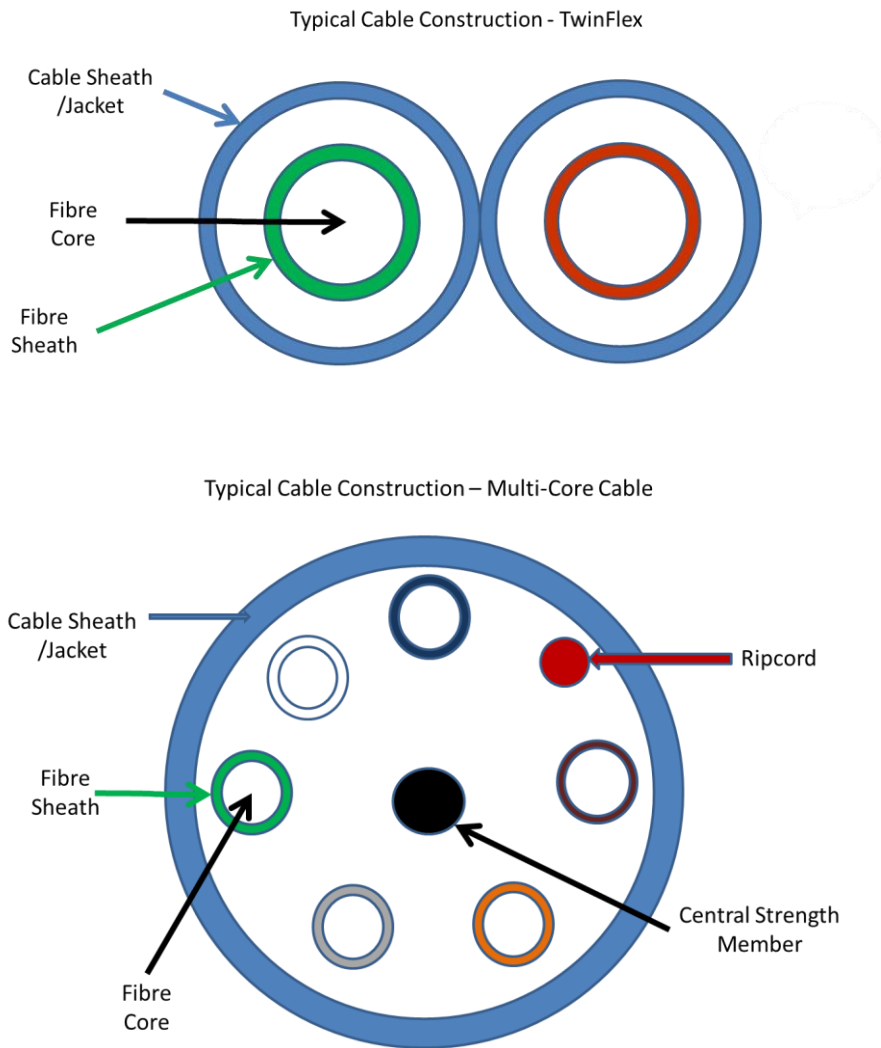 Typical Cable Construction - TwinFlex
Cable Sheath
/Jacket
Fibre
Core
Fibre
Sheath
Typical Cable Construction – Multi-Core Cable
Cable Sheath
/Jacket
Ripcord
Fibre
Sheath
Central Strength
Member
Fibre
Core